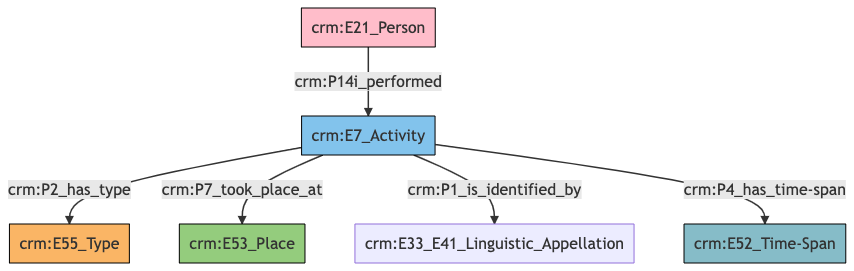 crm:E21_Person
crm:P14i_performed
crm:E7_Activity
crm:P2_has_type
crm:P7_took_place_at
crm:P1_is_identified_by
crm:P4_has_time-span
crm:E55_Type
crm:E53_Place
crm:E33_E41_Linguistic_Appellation
crm:E52_Time-Span